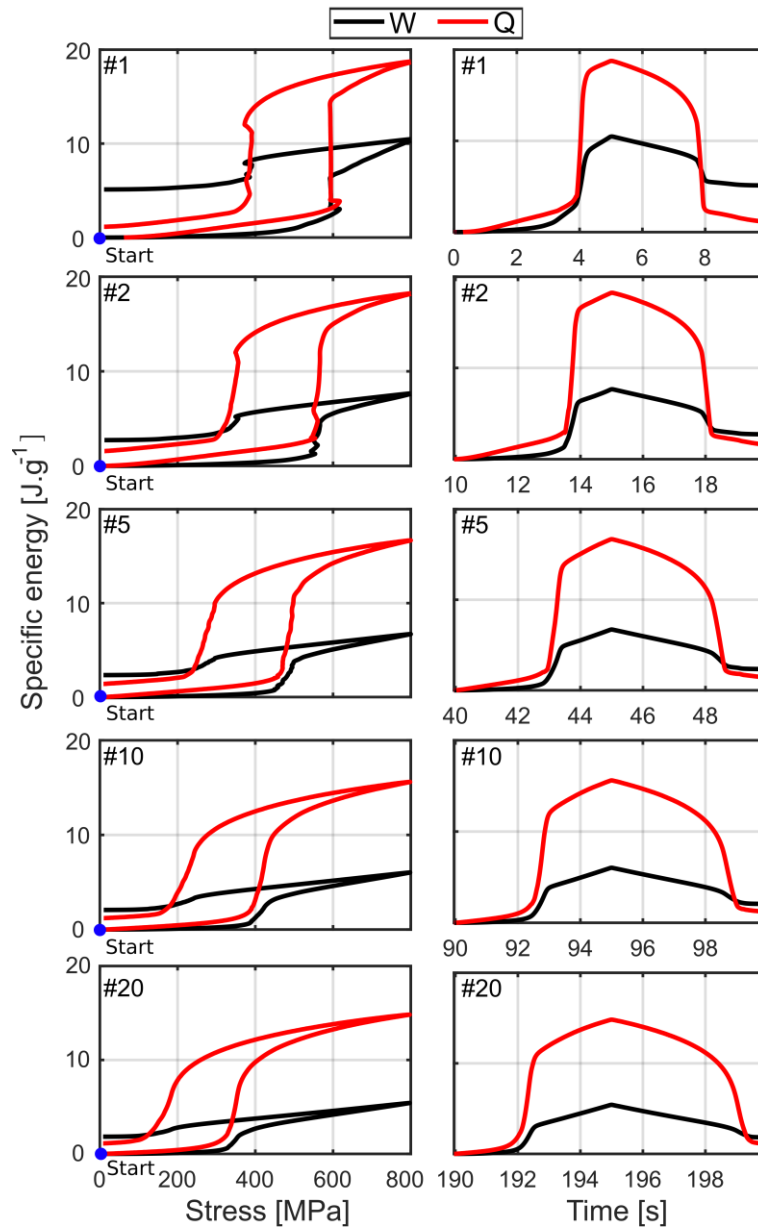 W Q
#1 #1
20
10
0
Start
0 2 4 6 8
#2 #2
20
10
0
Start
10 12 14 16 18
#5 #5
20
10
0
Start
40 42 44 46 48
#10 #10
20
10
0
Start
90 92 94 96 98
#20 #20
20
10
0
Start
0 200 400 600 800
190 192 194 196 198
Specific energy [J.g⁻¹]
Stress [MPa] Time [s]